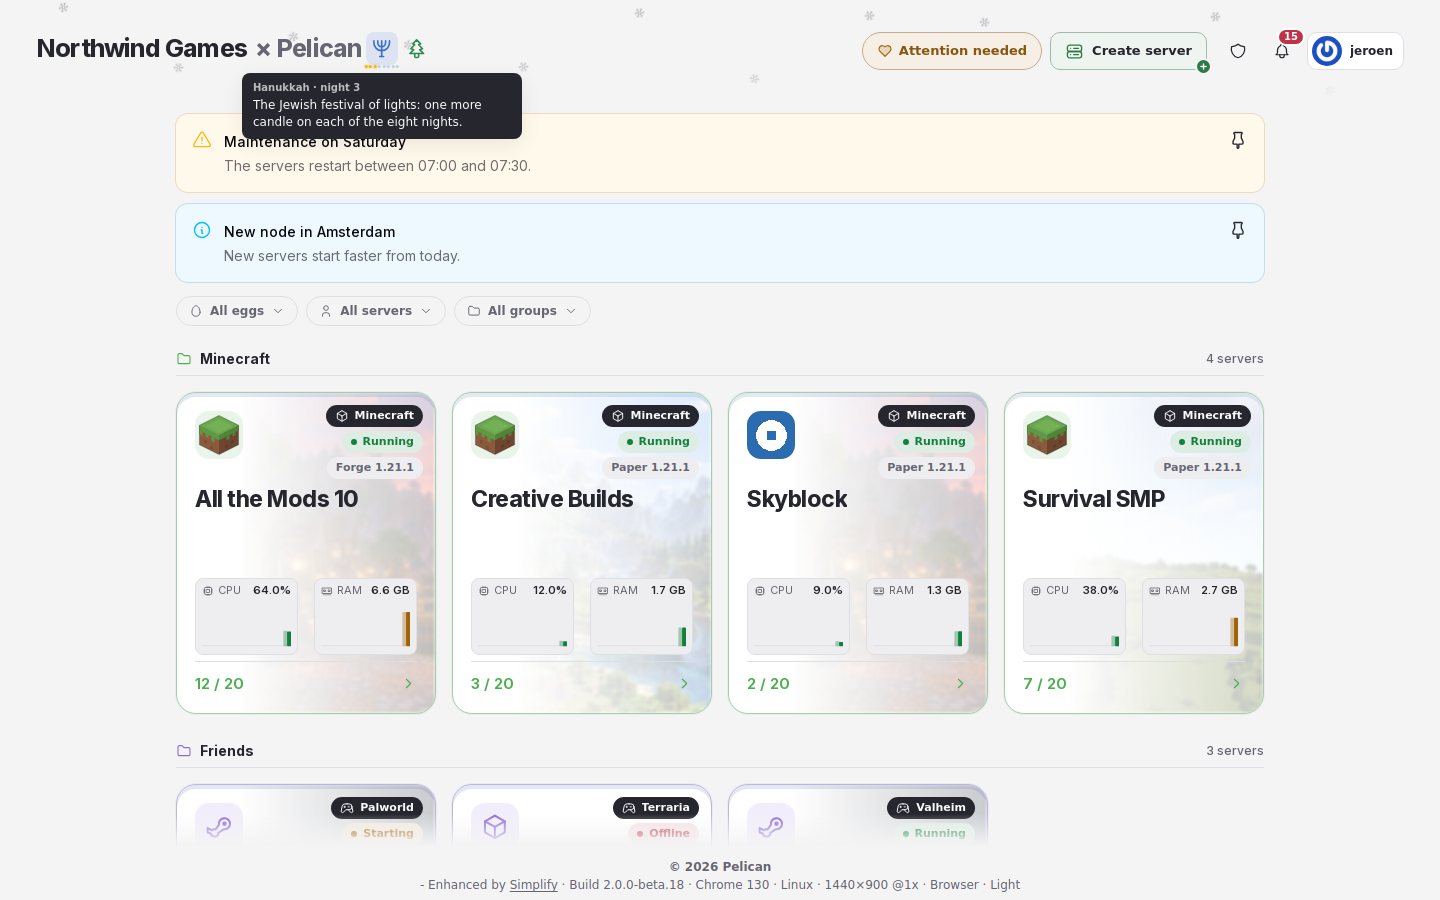 Northwind Games × Pelican
Attention needed
Create server
15
jeroen
Hanukkah · night 3
The Jewish festival of lights: one more
candle on each of the eight nights.
Maintenance on Saturday
The servers restart between 07:00 and 07:30.
New node in Amsterdam
New servers start faster from today.
All eggs
All servers
All groups
Minecraft
4 servers
Minecraft
Running
Forge 1.21.1
All the Mods 10
CPU 64.0%
RAM 6.6 GB
12 / 20
Minecraft
Running
Paper 1.21.1
Creative Builds
CPU 12.0%
RAM 1.7 GB
3 / 20
Minecraft
Running
Paper 1.21.1
Skyblock
CPU 9.0%
RAM 1.3 GB
2 / 20
Minecraft
Running
Paper 1.21.1
Survival SMP
CPU 38.0%
RAM 2.7 GB
7 / 20
Friends
3 servers
Palworld
Starting
Terraria
Offline
Valheim
Running
© 2026 Pelican
- Enhanced by Simplify · Build 2.0.0-beta.18 · Chrome 130 · Linux · 1440×900 @1x · Browser · Light